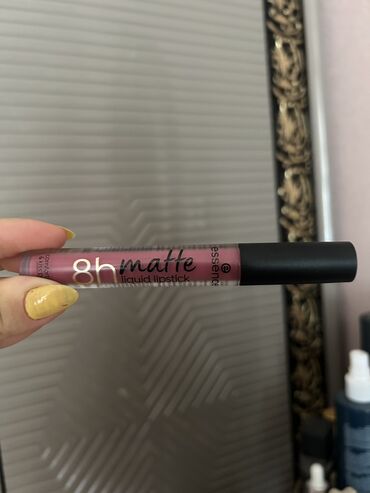 8h matte
liquid lipstick
essence